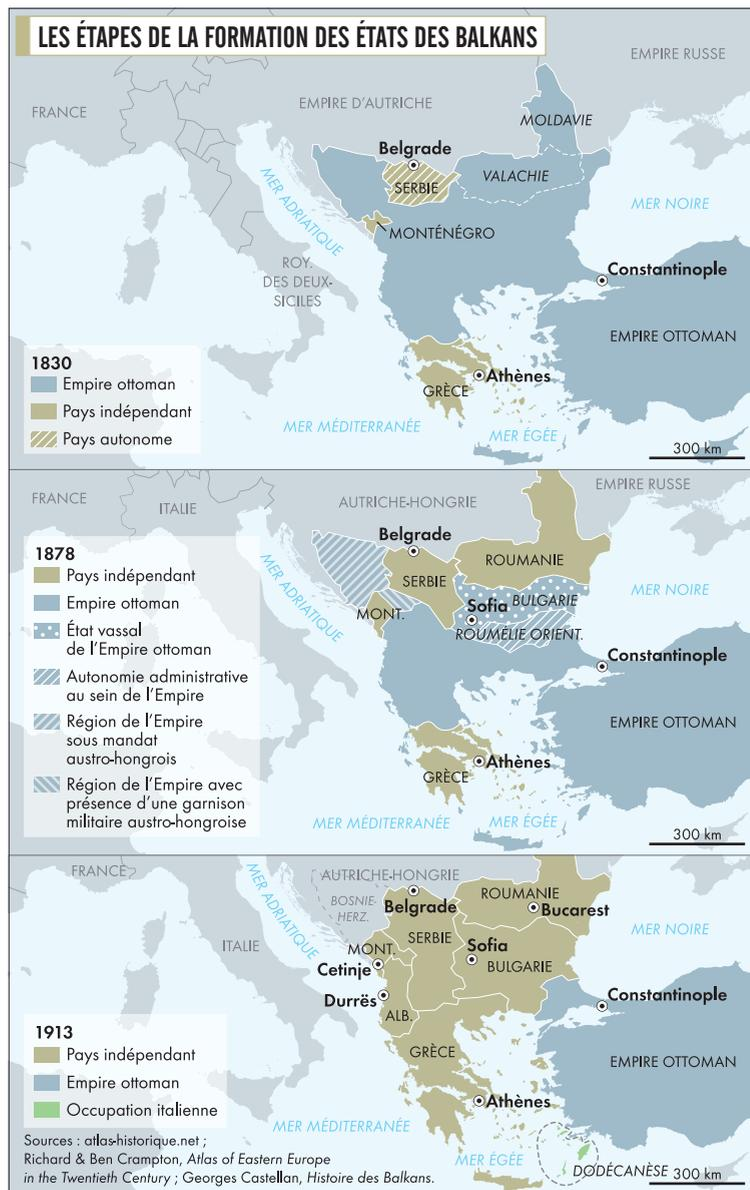 LES ÉTAPES DE LA FORMATION DES ÉTATS DES BALKANS
EMPIRE RUSSE
FRANCE
EMPIRE D'AUTRICHE
MOLDAVIE
Belgrade
VALACHIE
SERBIE
MER ADRIATIQUE
MER NOIRE
MONTÉNÉGRO
ROY.
DES DEUX-
SICILES
Constantinople
EMPIRE OTTOMAN
1830
Empire ottoman
Pays indépendant
Pays autonome
Athènes
GRÈCE
MER MÉDITERRANÉE
MER ÉGÉE
300 km
FRANCE
ITALIE
AUTRICHE-HONGRIE
EMPIRE RUSSE
Belgrade
ROUMANIE
SERBIE
MER ADRIATIQUE
MER NOIRE
BULGARIE
Sofia
MONT.
ROUMÉLIE ORIENT.
Constantinople
EMPIRE OTTOMAN
1878
Pays indépendant
Empire ottoman
État vassal
de l'Empire ottoman
Autonomie administrative
au sein de l'Empire
Région de l'Empire
sous mandat
austro-hongrois
Région de l'Empire avec
présence d'une garnison
militaire austro-hongroise
Athènes
GRÈCE
MER MÉDITERRANÉE
MER ÉGÉE
300 km
FRANCE
AUTRICHE-HONGRIE
MER ADRIATIQUE
BOSNIE-
HERZ.
Belgrade
ROUMANIE
Bucarest
MER NOIRE
ITALIE
SERBIE
MONT.
Sofia
BULGARIE
Cetinje
Durrës
ALB.
Constantinople
GRÈCE
EMPIRE OTTOMAN
1913
Pays indépendant
Empire ottoman
Occupation italienne
Athènes
MER MÉDITERRANÉE
MER ÉGÉE
DODÉCANÈSE
300 km
Sources : atlas-historique.net ;
Richard & Ben Crampton, Atlas of Eastern Europe
in the Twentieth Century ; Georges Castellan, Histoire des Balkans.